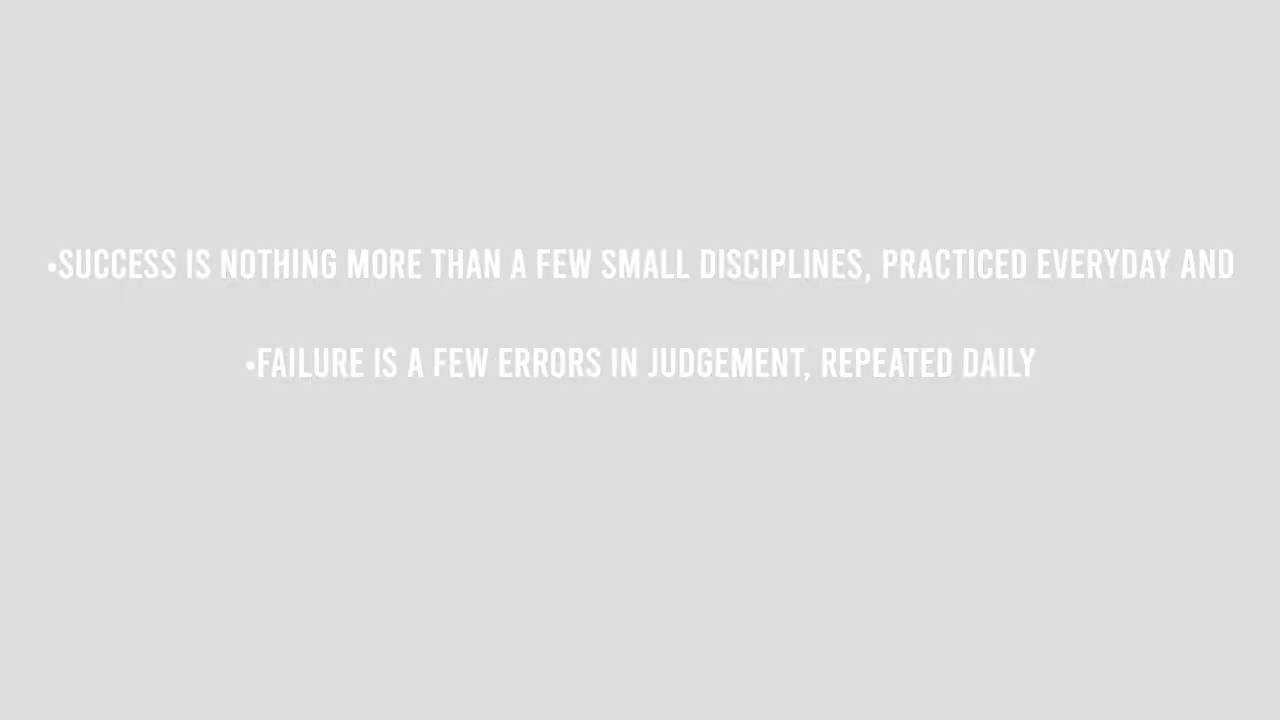 •SUCCESS IS NOTHING MORE THAN A FEW SMALL DISCIPLINES, PRACTICED EVERYDAY AND
•FAILURE IS A FEW ERRORS IN JUDGEMENT, REPEATED DAILY